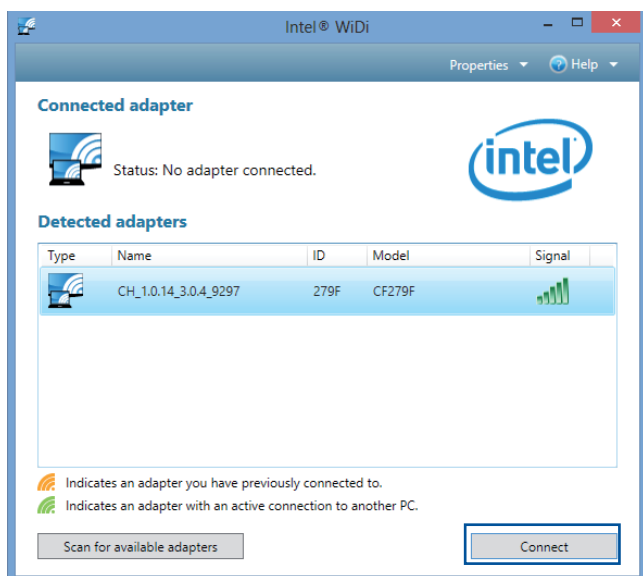 Intel® WiDi
Properties Help
Connected adapter
Status: No adapter connected.
intel
Detected adapters
Type Name ID Model Signal
CH_1.0.14_3.0.4_9297 279F CF279F
Indicates an adapter you have previously connected to.
Indicates an adapter with an active connection to another PC.
Scan for available adapters Connect